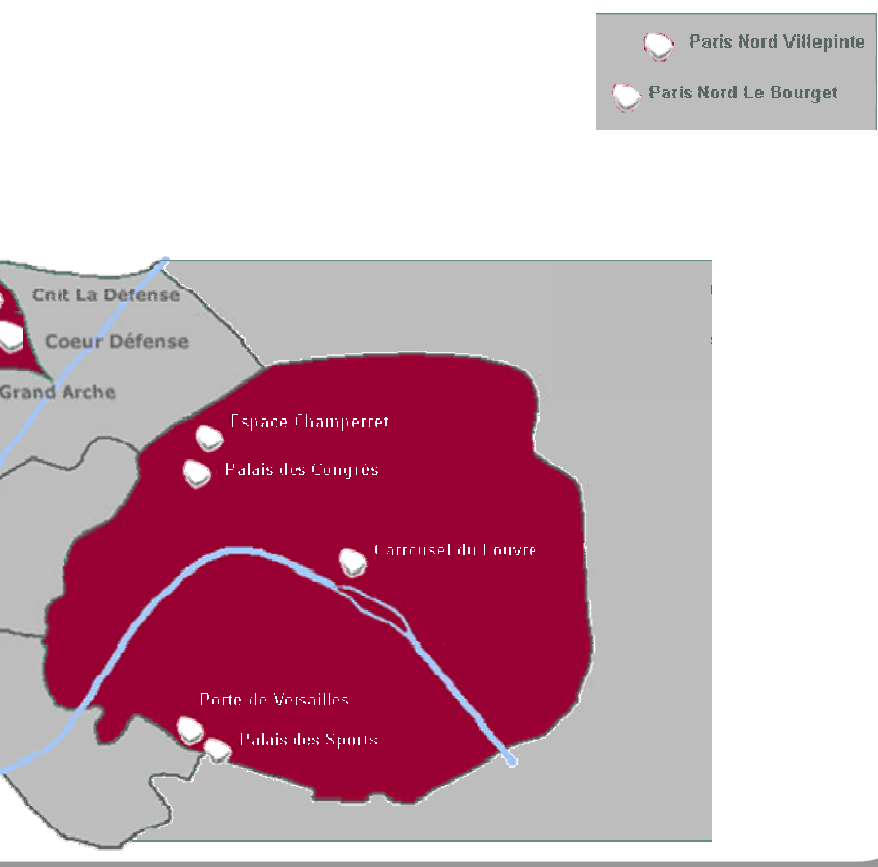 Paris Nord Villepinte
Paris Nord Le Bourget
Cnit La Défense
Coeur Défense
Grand Arche
Espace Champerret
Palais des Congrès
Carrousel du Louvre
Porte de Versailles
Palais des Sports